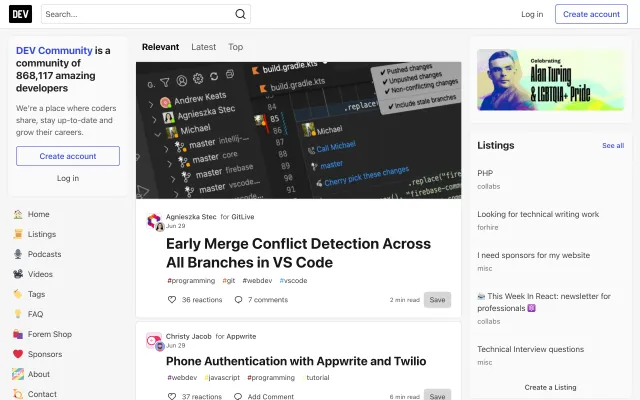 DEV
Search...
Log in
Create account
DEV Community is a
community of
868,117 amazing
developers
We're a place where coders
share, stay up-to-date and
grow their careers.
Create account
Log in
Home
Listings
Podcasts
Videos
Tags
FAQ
Forem Shop
Sponsors
About
Contact
Relevant
Latest
Top
G.
Andrew Keats
Agnieszka Stec
Michael
master intellij-...
master core
master firebase
master vscode...
build.gradle.kts
build.gradle.kts
84
85
86
87
88
89
90
91
.repla
Michael
Call Michael
master
Cherry pick these changes
✔ Pushed changes
✔ Unpushed changes
✔ Non-conflicting changes
✔ Include stale branches
.replace("fire
), "firebase-com
Agnieszka Stec for GitLive
Jun 29
Early Merge Conflict Detection Across
All Branches in VS Code
#programming #git #webdev #vscode
36 reactions
7 comments
2 min read
Save
Christy Jacob for Appwrite
Jun 29
Phone Authentication with Appwrite and Twilio
#webdev #javascript #programming tutorial
37 reactions
Add Comment
6 min read
Save
Celebrating
Alan Turing
& LGBTQIA+ Pride
Listings
See all
PHP
collabs
Looking for technical writing work
forhire
I need sponsors for my website
misc
This Week In React: newsletter for
professionals ⚛️
collabs
Technical Interview questions
misc
Create a Listing